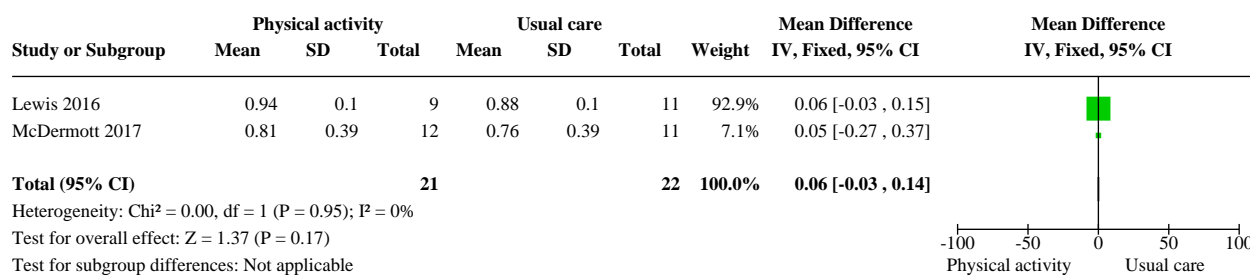 Physical activity Usual care Mean Difference Mean Difference
Study or Subgroup Mean SD Total Mean SD Total Weight IV, Fixed, 95% CI IV, Fixed, 95% CI
Lewis 2016 0.94 0.1 9 0.88 0.1 11 92.9% 0.06 [-0.03 , 0.15]
McDermott 2017 0.81 0.39 12 0.76 0.39 11 7.1% 0.05 [-0.27 , 0.37]
Total (95% CI) 21 22 100.0% 0.06 [-0.03 , 0.14]
Heterogeneity: Chi² = 0.00, df = 1 (P = 0.95); I² = 0%
Test for overall effect: Z = 1.37 (P = 0.17)
Test for subgroup differences: Not applicable
-100 -50 0 50 100
Physical activity Usual care